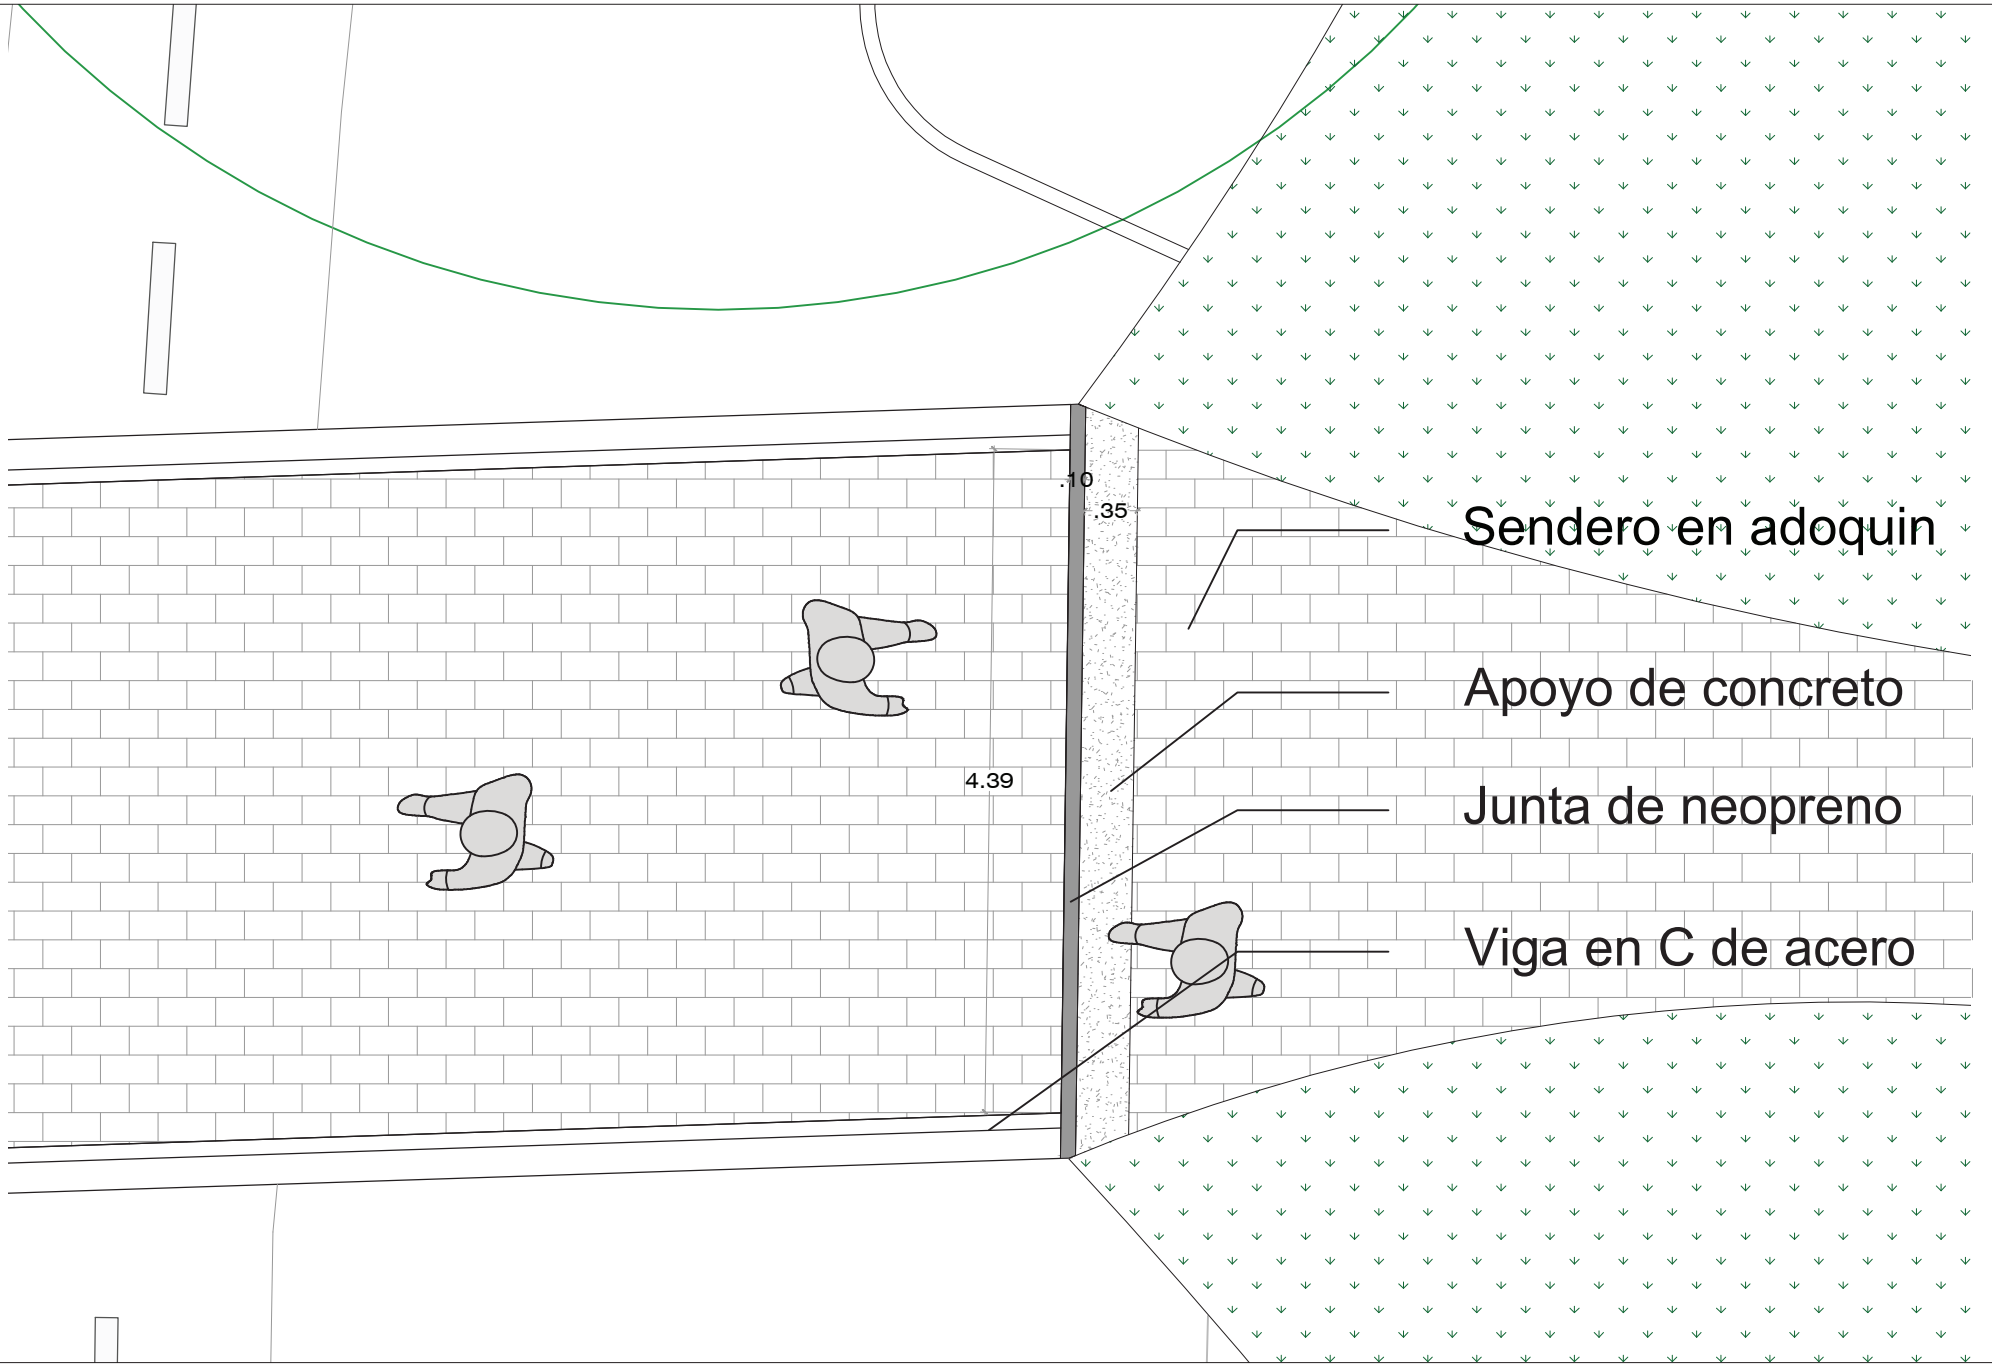 .10
.35
Sendero en adoquin
Apoyo de concreto
4.39
Junta de neopreno
Viga en C de acero